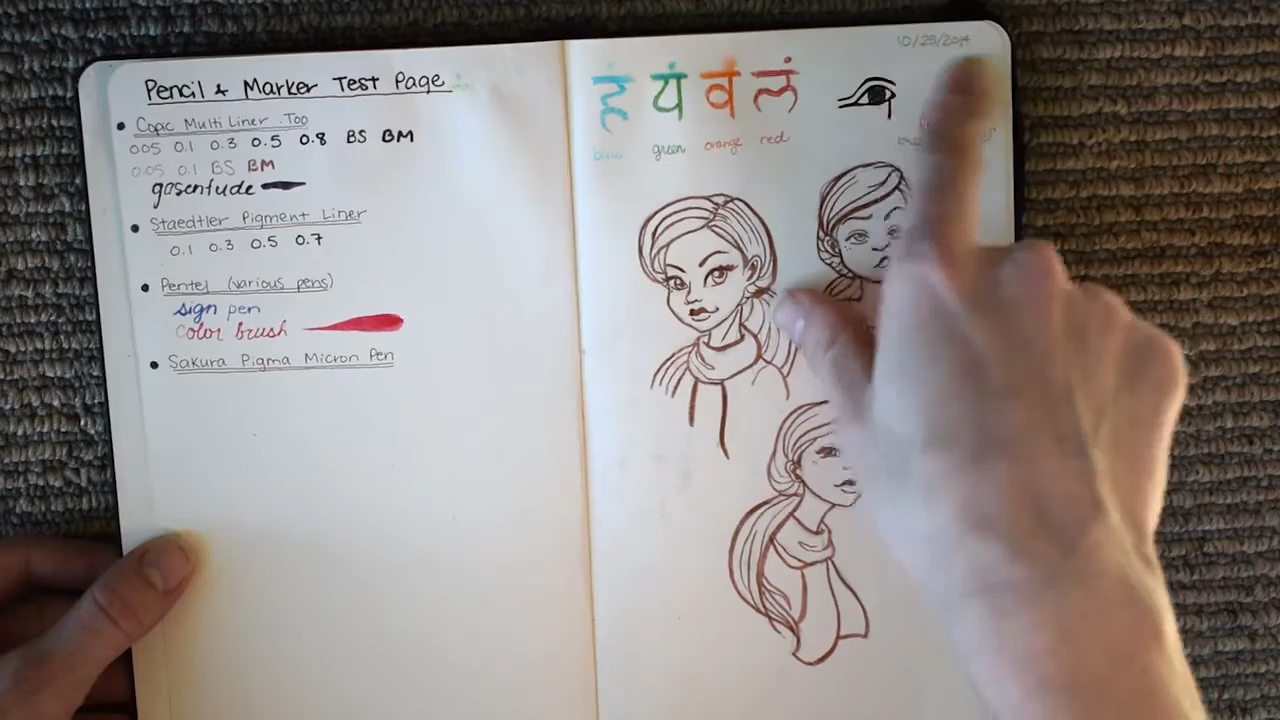 Pencil & Marker Test Page
Copic Multi Liner .Too
005 0.1 0.3 0.5 0.8 BS BM
0.05 0.1 BS BM
gasenfude
Staedtler Pigment Liner
0.1 0.3 0.5 0.7
Pentel (various pens)
sign pen
color brush
Sakura Pigma Micron Pen
10/25/2014
हं यं वं लं
blue green orange red